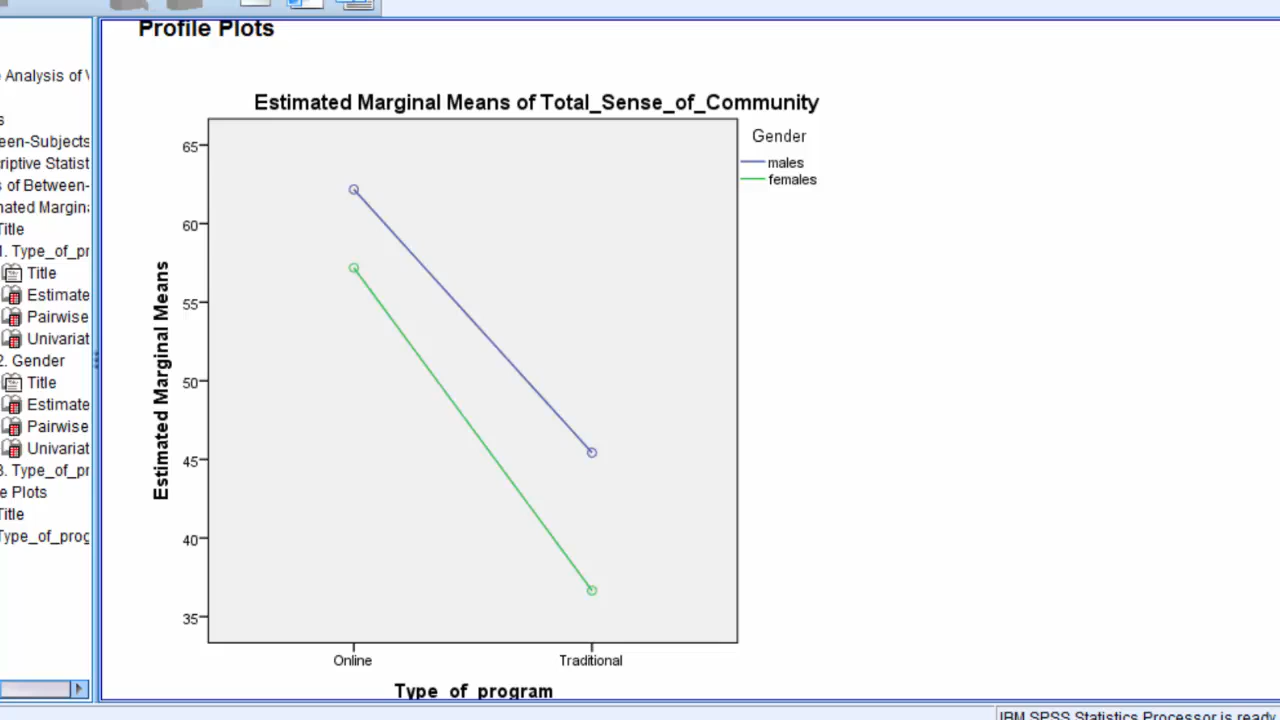 Profile Plots
Analysis of
s
een-Subjects
riptive Statist
s of Between-
nated Margin
Title
1. Type_of_pr
Title
Estimate
Pairwise
Univariat
2. Gender
Title
Estimate
Pairwise
Univariat
3. Type_of_pr
e Plots
Title
Type_of_prog
Estimated Marginal Means of Total_Sense_of_Community
Gender
males
females
Estimated Marginal Means
65
60
55
50
45
40
35
Online
Traditional
Type_of_program
IBM SPSS Statistics Processor is ready